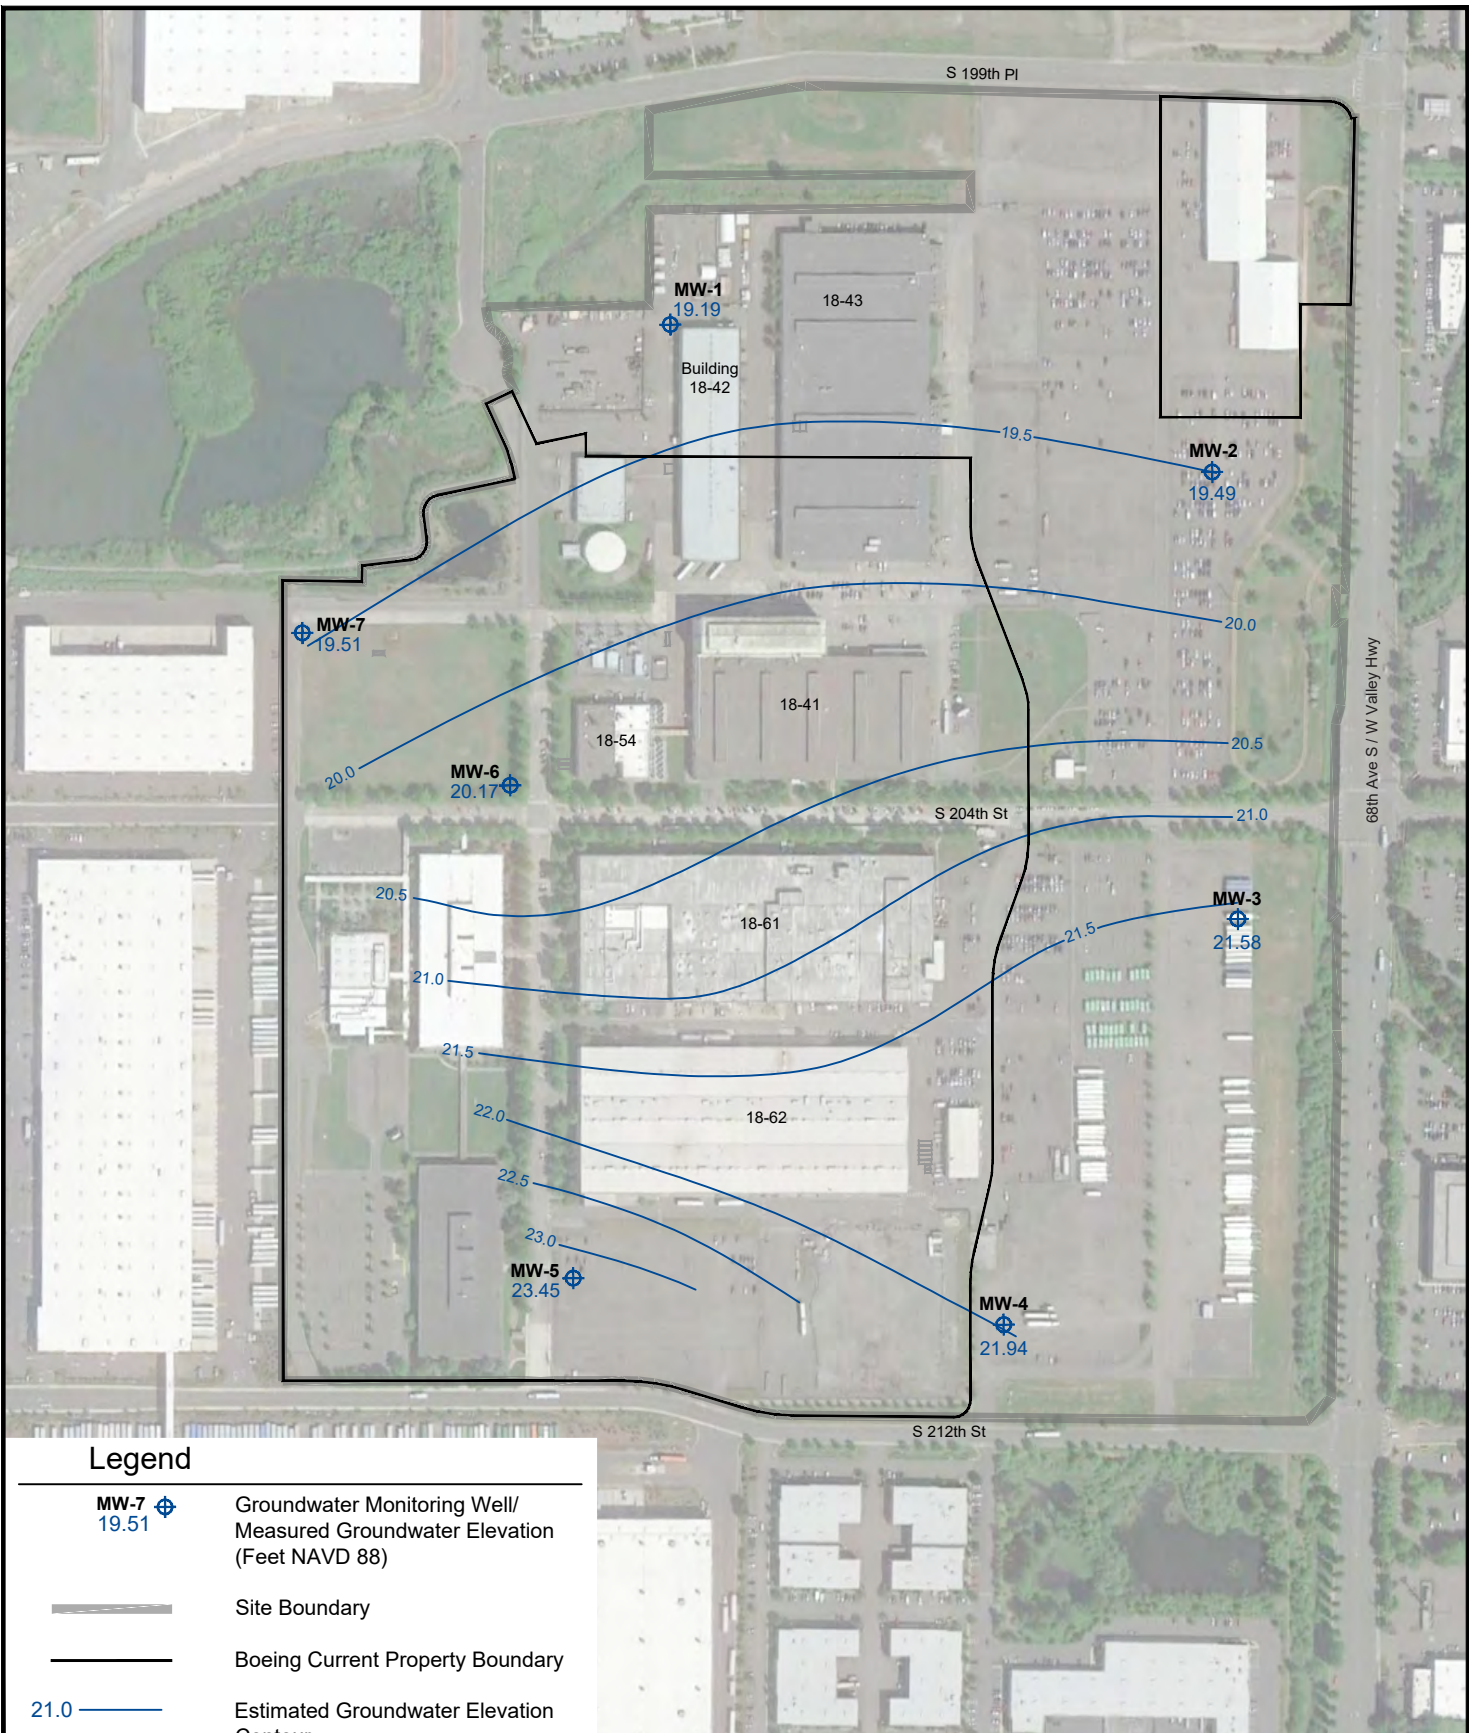 S 199th Pl
MW-1
19.19
18-43
Building
18-42
19.5
MW-2
19.49
MW-7
19.51
20.0
68th Ave S / W Valley Hwy
18-41
18-54
20.5
MW-6
20.17
20.0
S 204th St
21.0
20.5
MW-3
21.58
18-61
21.5
21.0
21.5
22.0
18-62
22.5
23.0
MW-5
23.45
MW-4
21.94
S 212th St
Legend
MW-7
19.51
Groundwater Monitoring Well/
Measured Groundwater Elevation
(Feet NAVD 88)
Site Boundary
Boeing Current Property Boundary
21.0
Estimated Groundwater Elevation